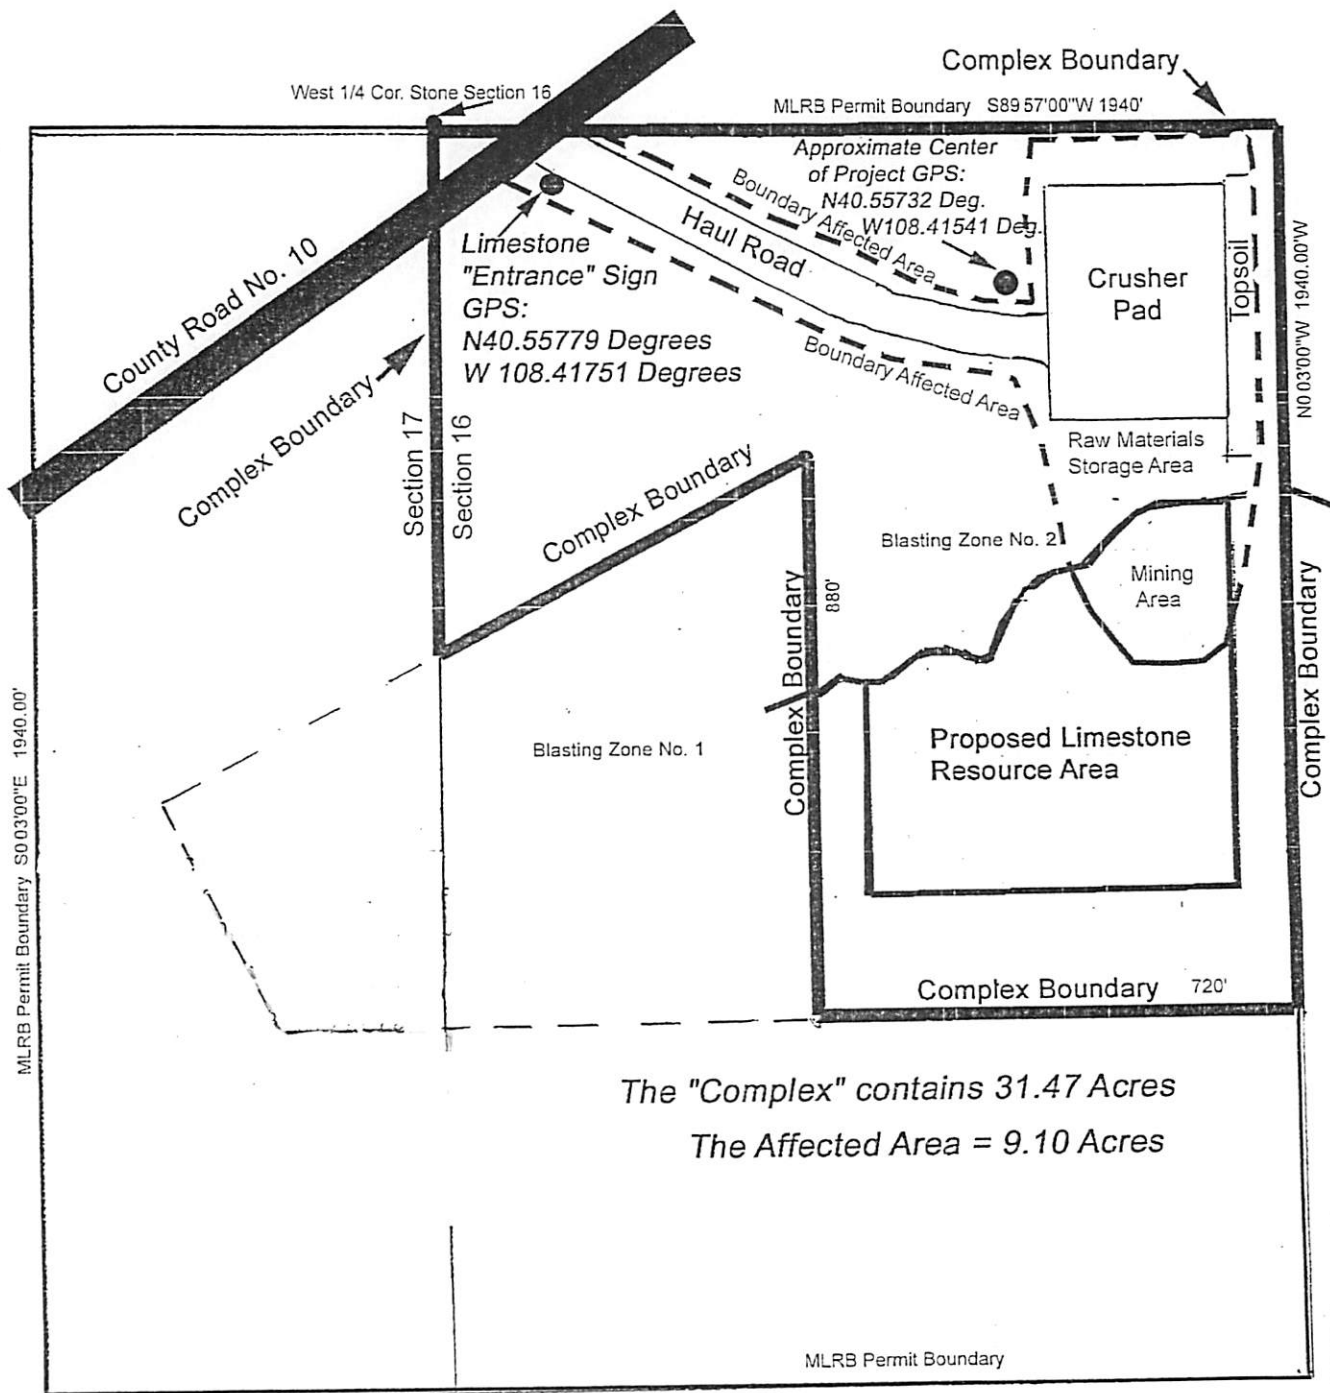 Complex Boundary
West 1/4 Cor. Stone Section 16
MLRB Permit Boundary S89 57'00"W 1940'
Approximate Center
of Project GPS:
N40.55732 Deg.
W108.41541 Deg.
Boundary Affected Area
Haul Road
County Road No. 10
Limestone
"Entrance" Sign
GPS:
N40.55779 Degrees
W 108.41751 Degrees
Crusher
Pad
Topsoil
N0 03'00"W 1940.00'W
Boundary Affected Area
Complex Boundary
Section 17
Section 16
Raw Materials
Storage Area
Complex Boundary
Blasting Zone No. 2
Mining
Area
Complex Boundary
880'
Complex Boundary
Proposed Limestone
Resource Area
Blasting Zone No. 1
MLRB Permit Boundary S0 03'00"E 1940.00'
Complex Boundary 720'
The "Complex" contains 31.47 Acres
The Affected Area = 9.10 Acres
MLRB Permit Boundary